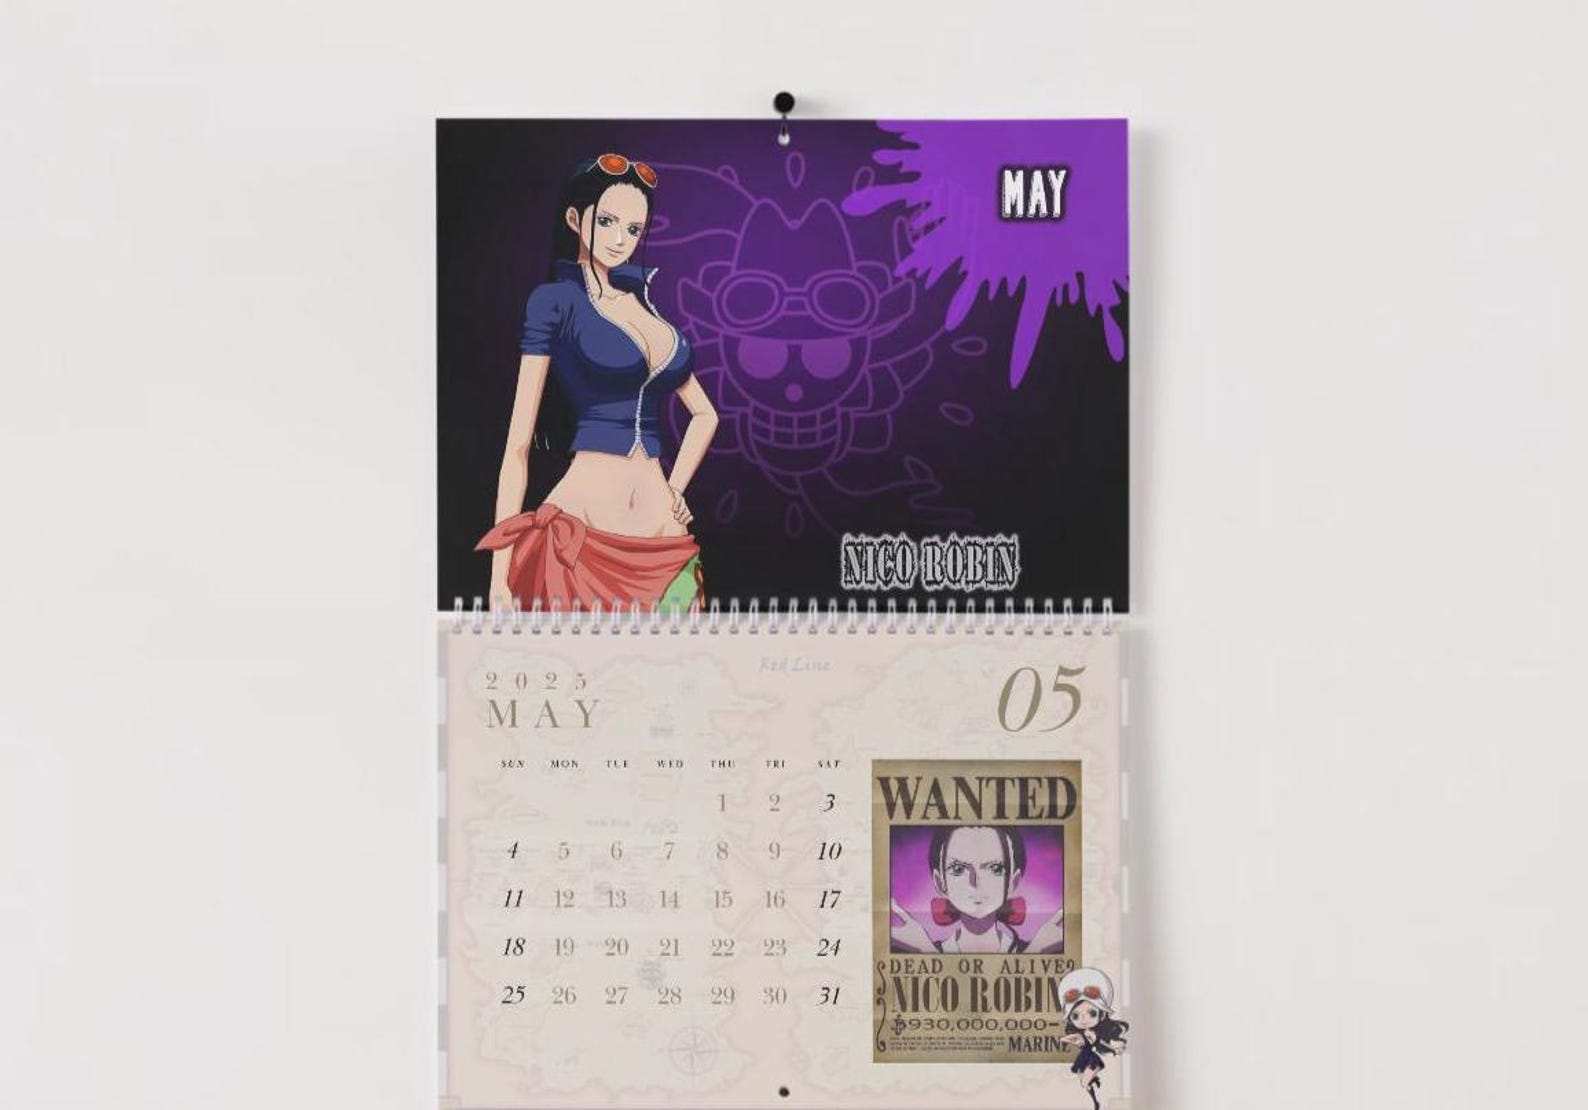 MAY
NICO ROBIN
Red Line
2025
MAY
05
SUN MON TUE WED THU FRI SAT
1 2 3
4 5 6 7 8 9 10
11 12 13 14 15 16 17
18 19 20 21 22 23 24
25 26 27 28 29 30 31
WANTED
DEAD OR ALIVE
NICO ROBIN
930,000,000-
MARINE